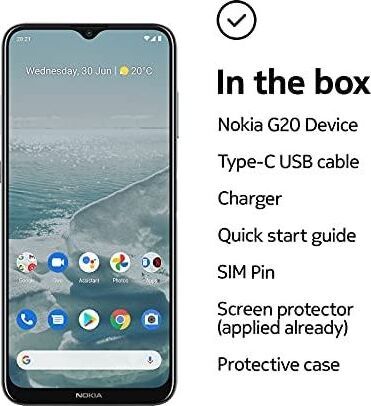 20:21
Wednesday, 30 Jun | 20°C
Google
Duo
Assistant
Photos
NOKIA
In the box
Nokia G20 Device
Type-C USB cable
Charger
Quick start guide
SIM Pin
Screen protector
(applied already)
Protective case